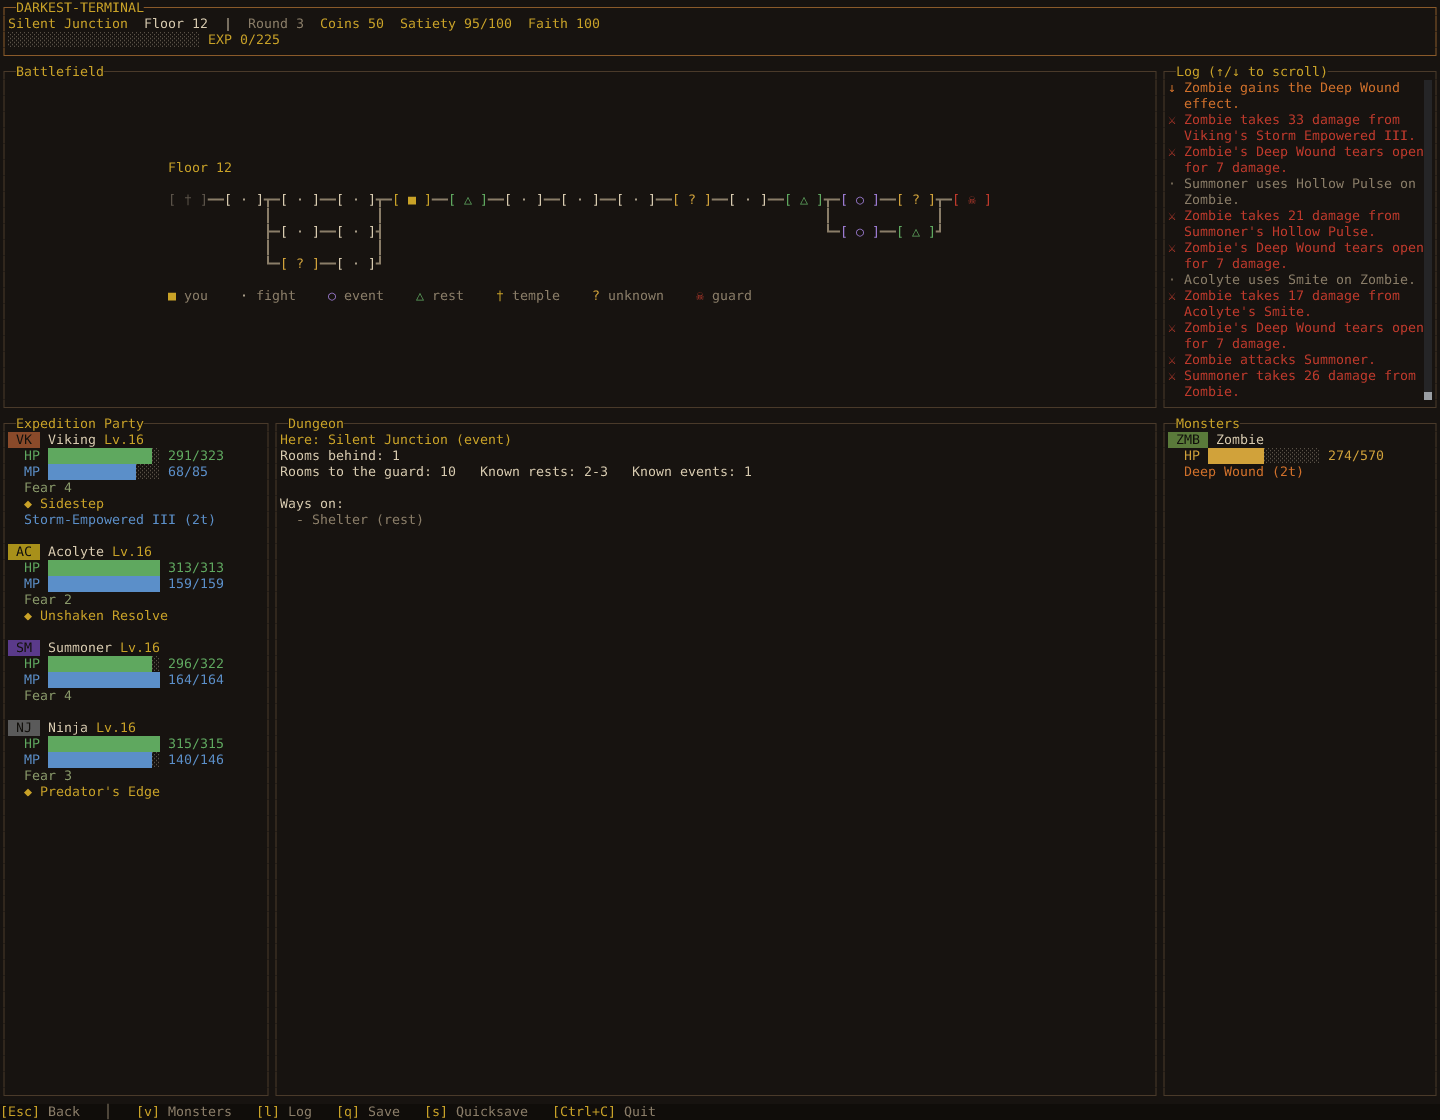 DARKEST-TERMINAL
Silent Junction  Floor 12  |  Round 3  Coins 50  Satiety 95/100  Faith 100
EXP 0/225
Battlefield
Floor 12
[ † ]━━[ · ]┳━[ · ]━━[ · ]┳━[ ■ ]━━[ △ ]━━[ · ]━━[ · ]━━[ · ]━━[ ? ]━━[ · ]━━[ △ ]┳━[ ○ ]━━[ ? ]┳━[ ☠ ]
┣━[ · ]━━[ · ]┫ ┗━[ ○ ]━━[ △ ]┛
┗━[ ? ]━━[ · ]┛
■ you    · fight    ○ event    △ rest    † temple    ? unknown    ☠ guard
Log (↑/↓ to scroll)
↓ Zombie gains the Deep Wound
effect.
⚔ Zombie takes 33 damage from
Viking's Storm Empowered III.
⚔ Zombie's Deep Wound tears open
for 7 damage.
· Summoner uses Hollow Pulse on
Zombie.
⚔ Zombie takes 21 damage from
Summoner's Hollow Pulse.
⚔ Zombie's Deep Wound tears open
for 7 damage.
· Acolyte uses Smite on Zombie.
⚔ Zombie takes 17 damage from
Acolyte's Smite.
⚔ Zombie's Deep Wound tears open
for 7 damage.
⚔ Zombie attacks Summoner.
⚔ Summoner takes 26 damage from
Zombie.
Expedition Party
VK Viking Lv.16
HP 291/323
MP 68/85
Fear 4
◆ Sidestep
Storm-Empowered III (2t)
AC Acolyte Lv.16
HP 313/313
MP 159/159
Fear 2
◆ Unshaken Resolve
SM Summoner Lv.16
HP 296/322
MP 164/164
Fear 4
NJ Ninja Lv.16
HP 315/315
MP 140/146
Fear 3
◆ Predator's Edge
Dungeon
Here: Silent Junction (event)
Rooms behind: 1
Rooms to the guard: 10   Known rests: 2-3   Known events: 1
Ways on:
- Shelter (rest)
Monsters
ZMB Zombie
HP 274/570
Deep Wound (2t)
[Esc] Back   │   [v] Monsters   [l] Log   [q] Save   [s] Quicksave   [Ctrl+C] Quit